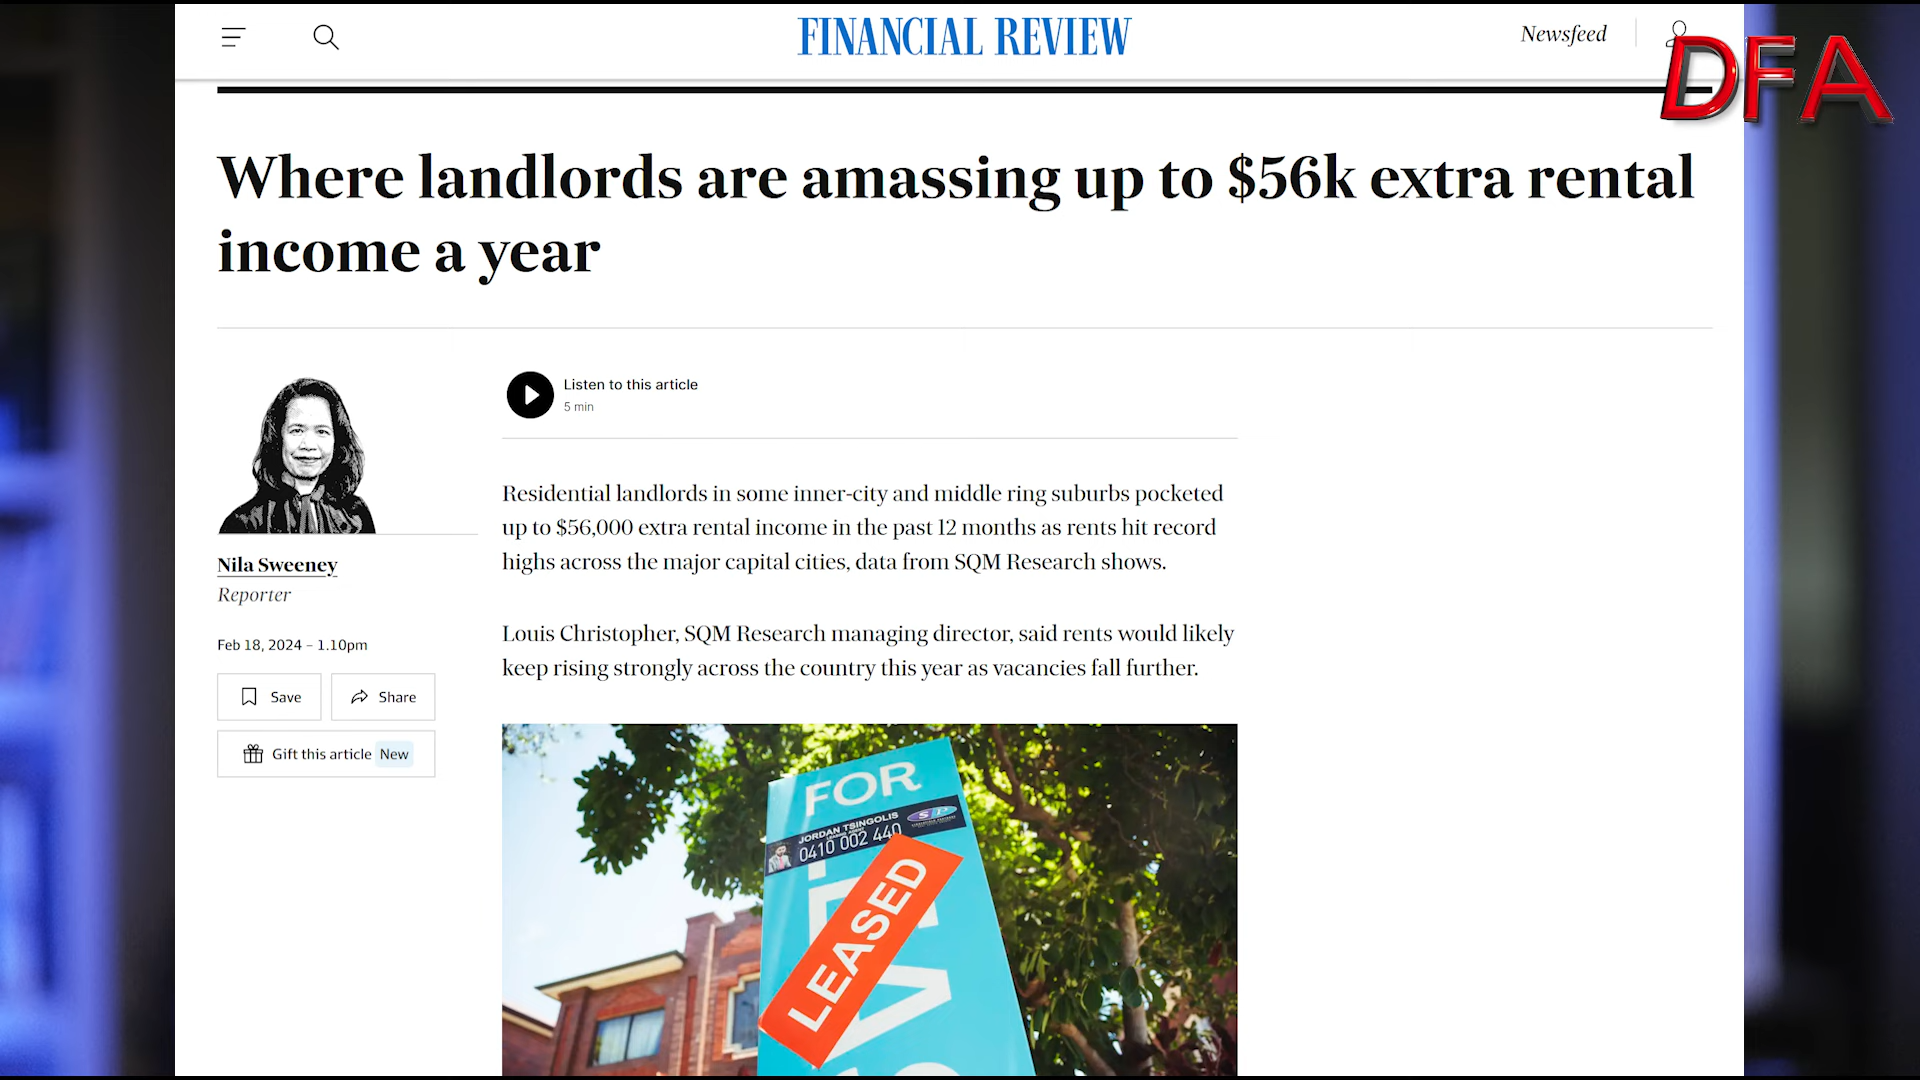 FINANCIAL REVIEW
Newsfeed
DFA
Where landlords are amassing up to $56k extra rental
income a year
Listen to this article
5 min
Residential landlords in some inner-city and middle ring suburbs pocketed
up to $56,000 extra rental income in the past 12 months as rents hit record
highs across the major capital cities, data from SQM Research shows.
Nila Sweeney
Reporter
Feb 18, 2024 – 1.10pm
Louis Christopher, SQM Research managing director, said rents would likely
keep rising strongly across the country this year as vacancies fall further.
Save
Share
Gift this article New
FOR
JORDAN TSINGOLIS
0410 002 440
LEASED